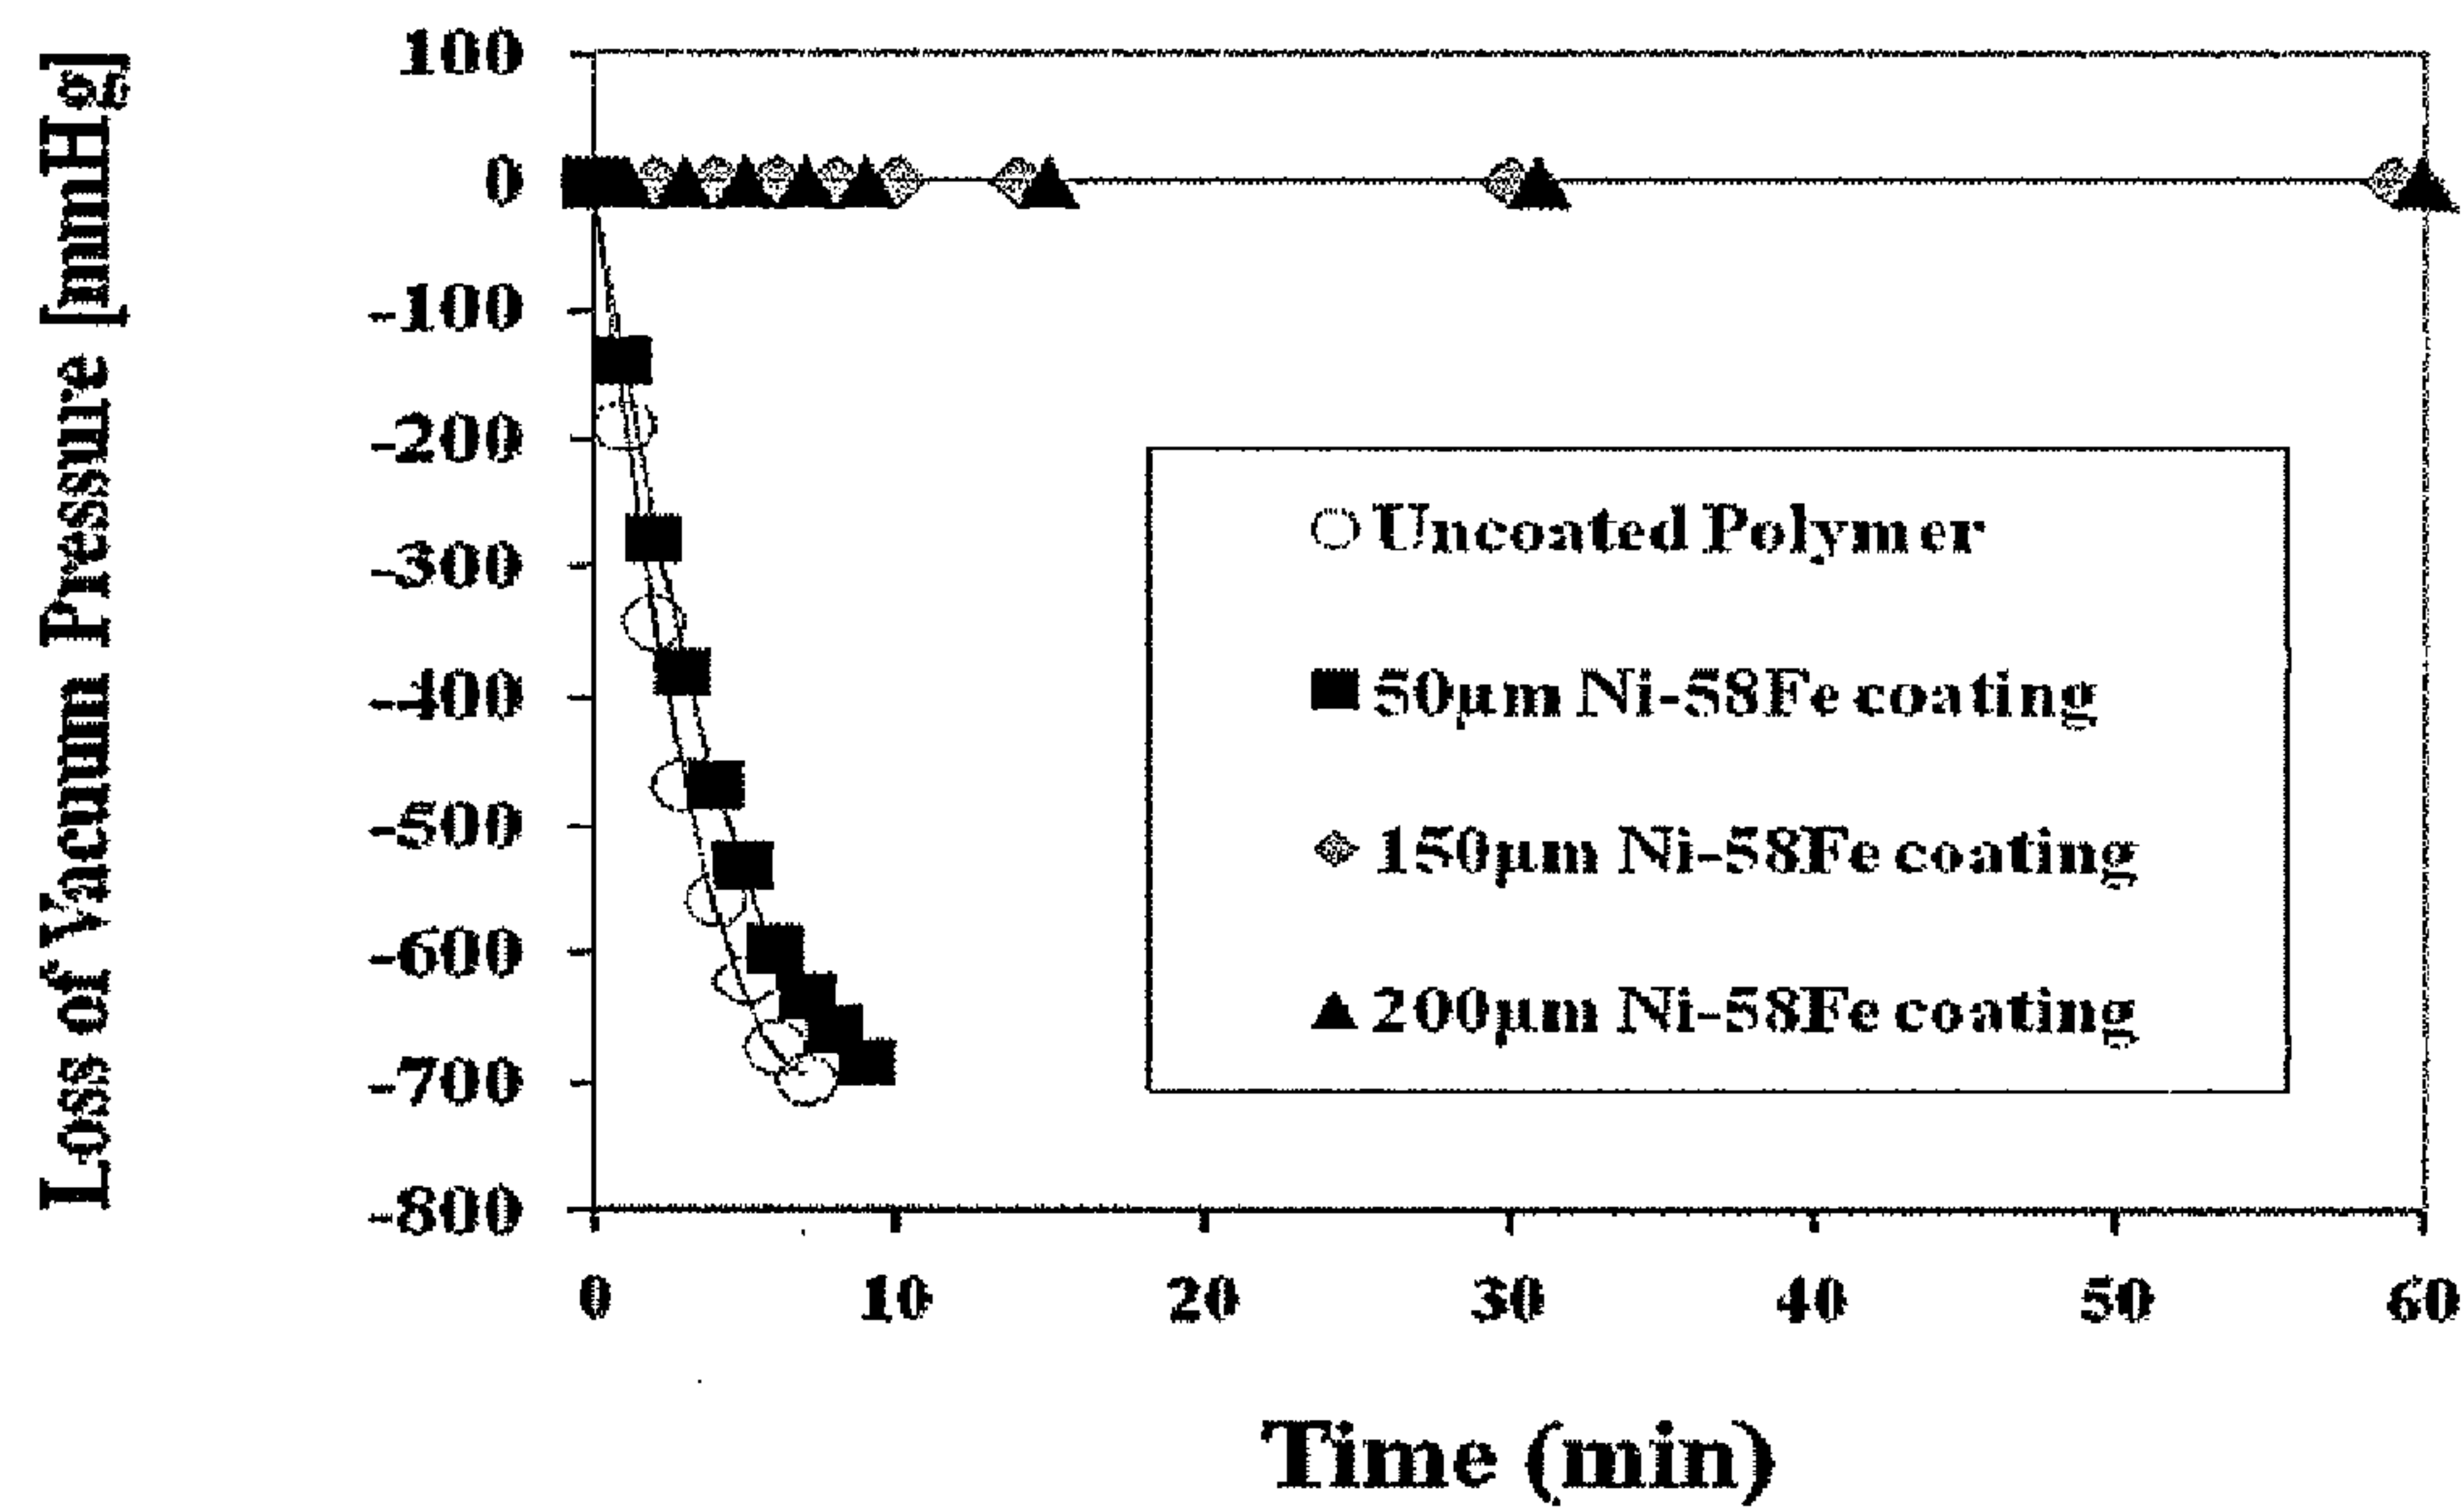 Loss of Vacuum Pressure [mmHg]
100
0
-100
-200
-300
-400
-500
-600
-700
-800
Uncoated Polymer
50µm Ni-58Fe coating
150µm Ni-58Fe coating
200µm Ni-58Fe coating
0 10 20 30 40 50 60
Time (min)